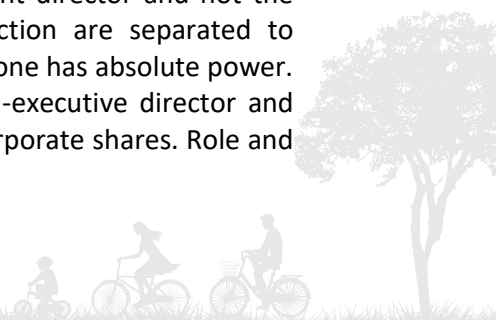 director and not the
ction are separated to
one has absolute power.
-executive director and
rporate shares. Role and